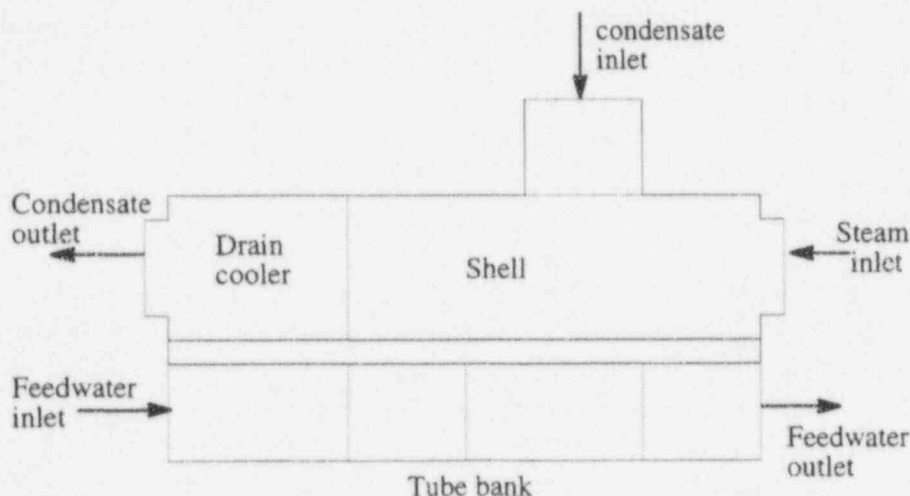 condensate
inlet
Condensate
outlet
Drain
cooler
Shell
Steam
inlet
Feedwater
inlet
Feedwater
outlet
Tube bank